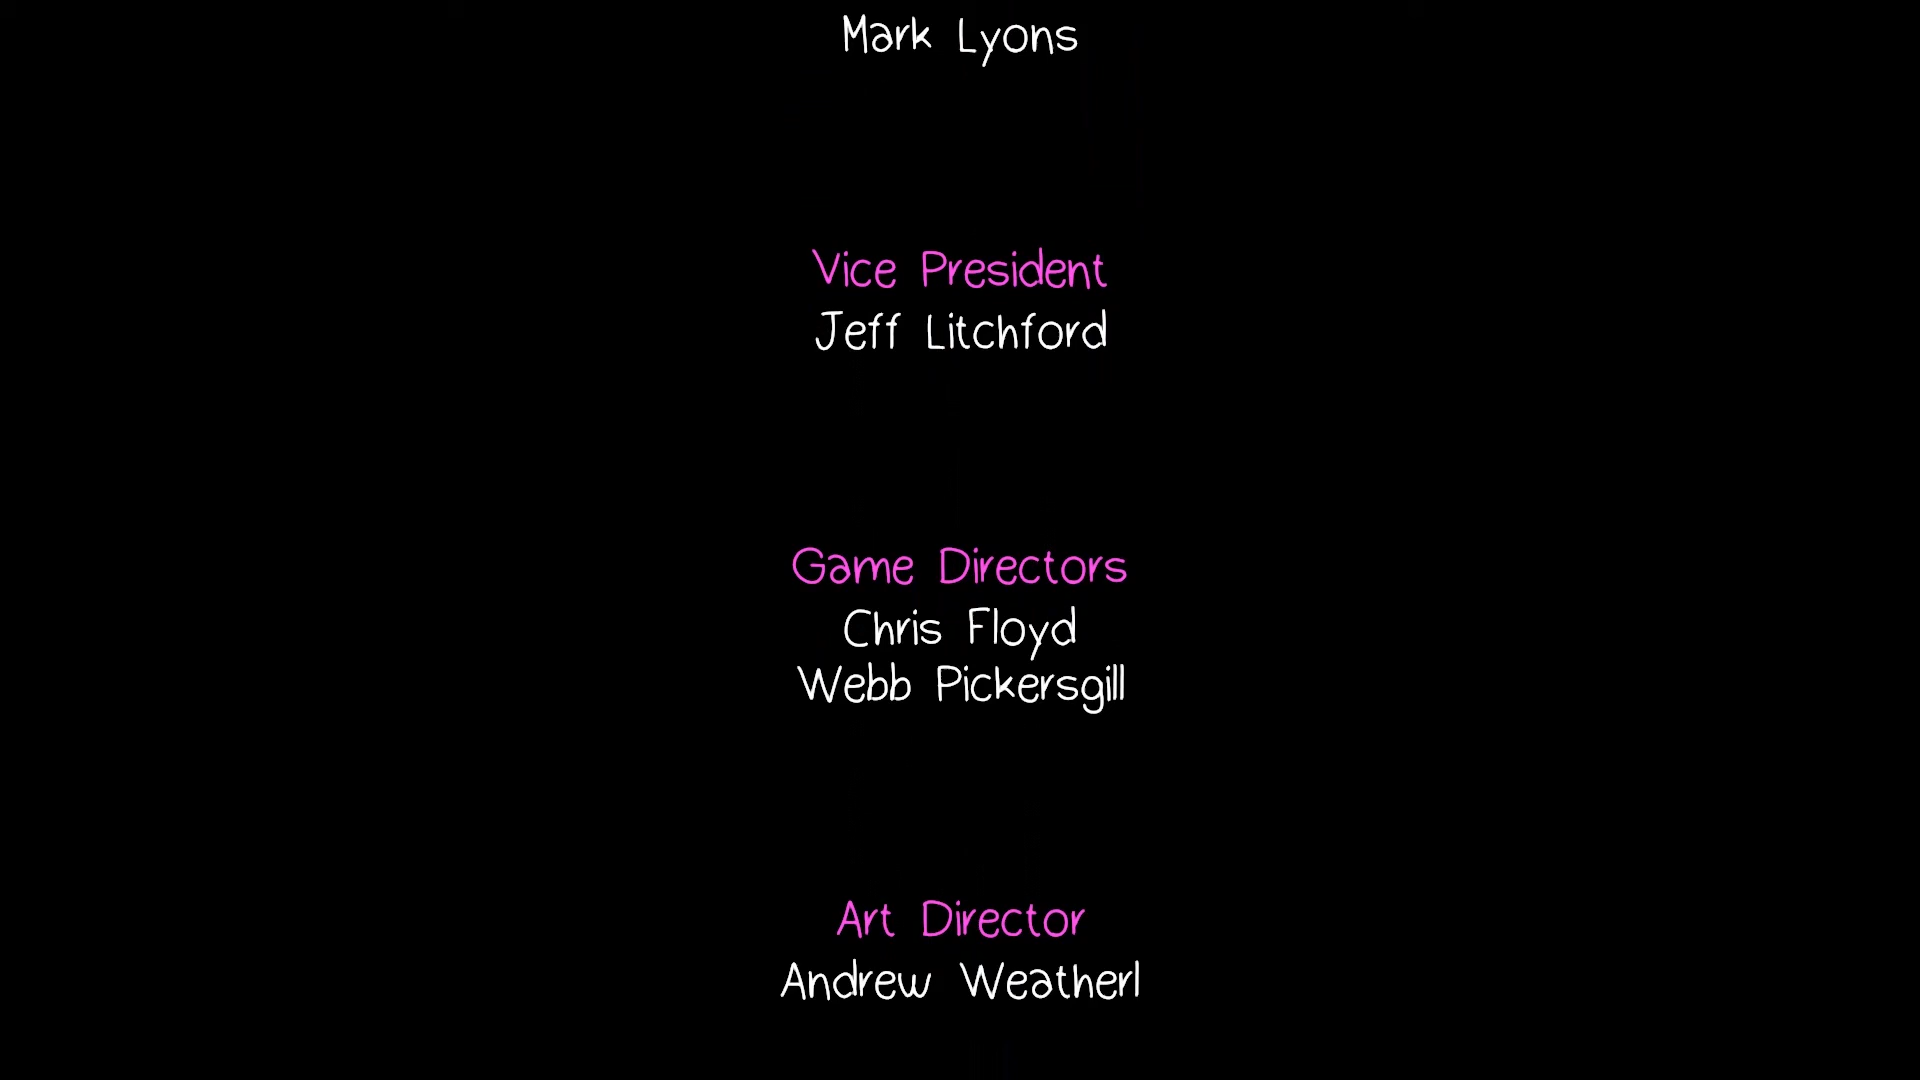 Mark Lyons
Vice President
Jeff Litchford
Game Directors
Chris Floyd
Webb Pickersgill
Art Director
Andrew Weatherl